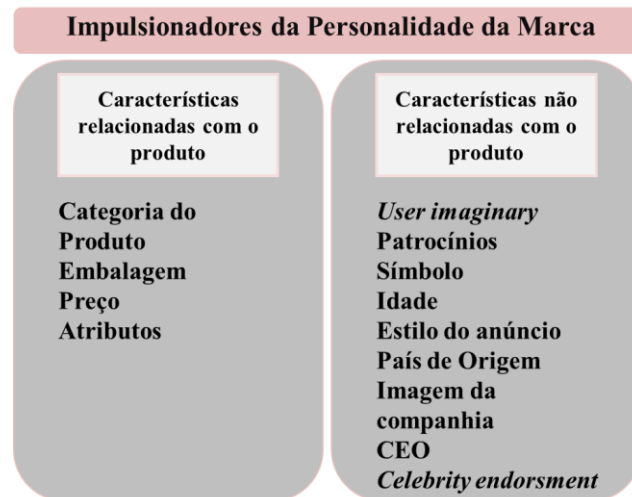 Impulsionadores da Personalidade da Marca
Características
relacionadas com o
produto
Categoria do
Produto
Embalagem
Preço
Atributos
Características não
relacionadas com o
produto
User imaginary
Patrocínios
Símbolo
Idade
Estilo do anúncio
País de Origem
Imagem da
companhia
CEO
Celebrity endorsment